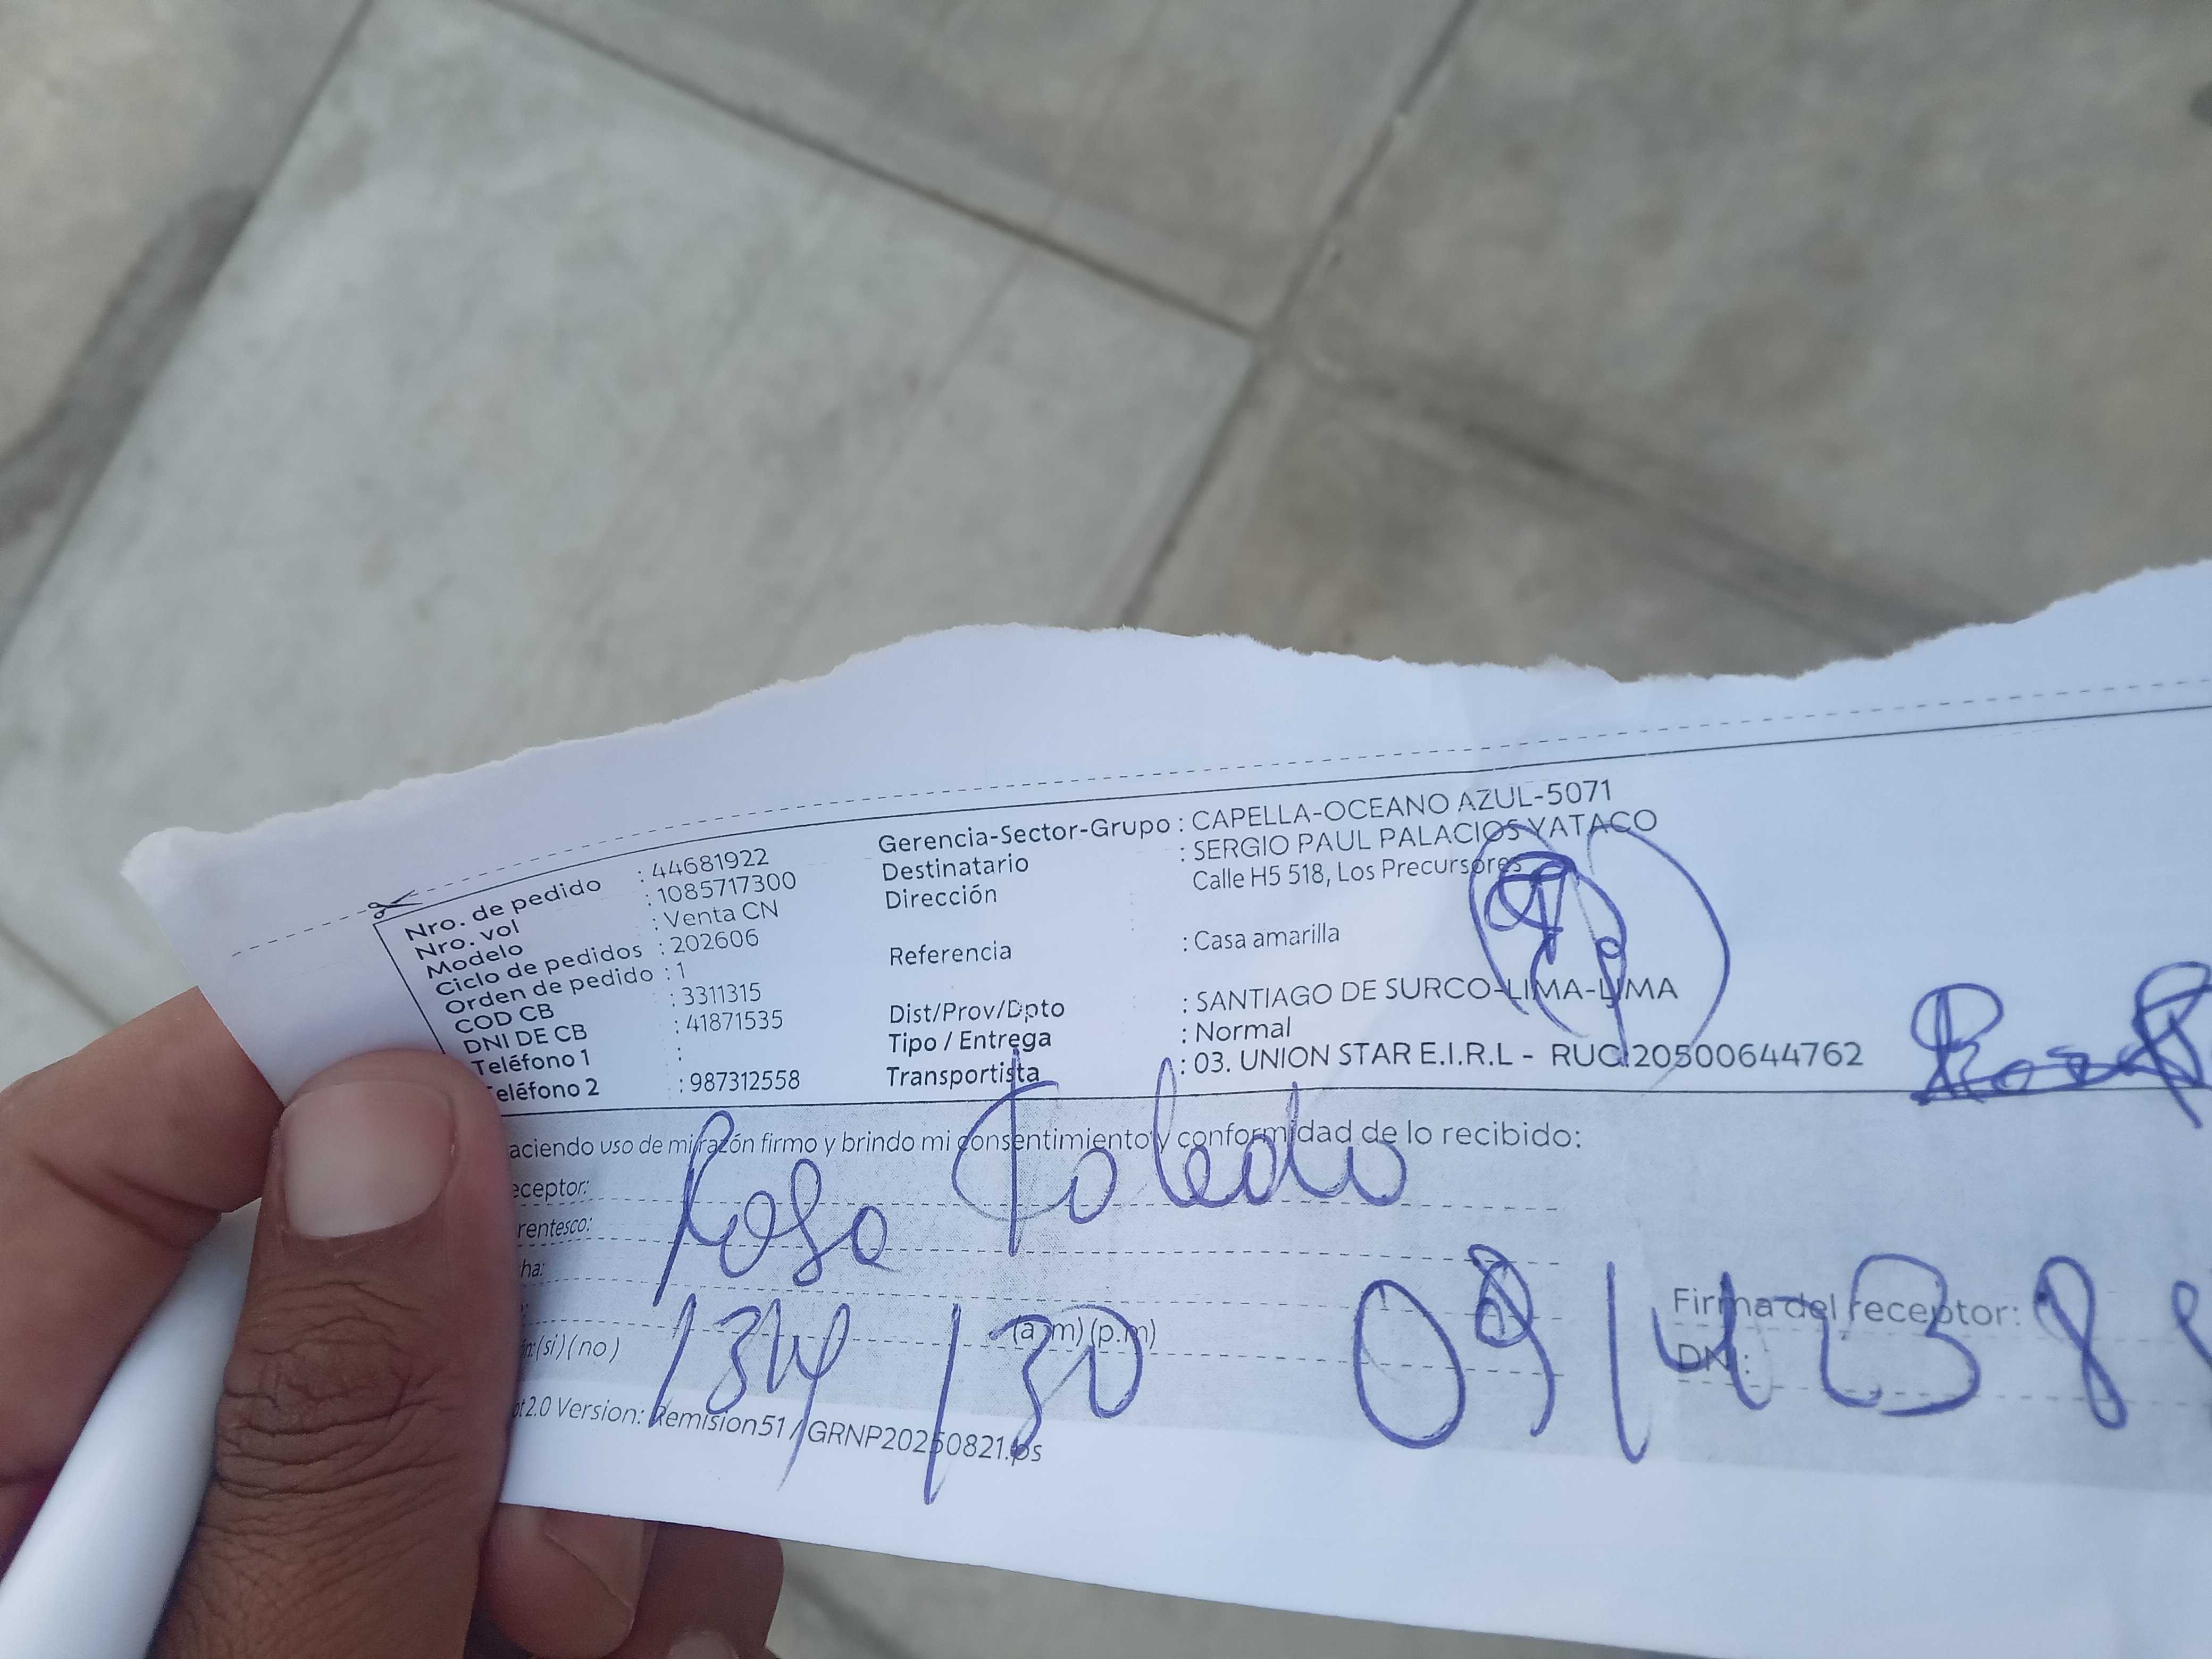 Nro. de pedido : 44681922
Nro. vol : 1085717300
Modelo : Venta CN
Ciclo de pedidos : 202606
Orden de pedido : 1
COD CB : 3311315
DNI DE CB : 41871535
Teléfono 1 :
eléfono 2 : 987312558
Gerencia-Sector-Grupo : CAPELLA-OCEANO AZUL-5071
Destinatario : SERGIO PAUL PALACIOS YATACO
Dirección Calle H5 518, Los Precursores
Referencia : Casa amarilla
Dist/Prov/Dpto : SANTIAGO DE SURCO-LIMA-LIMA
Tipo / Entrega : Normal
Transportista : 03. UNION STAR E.I.R.L - RUC:20500644762
aciendo uso de mi razón firmo y brindo mi consentimiento y conformidad de lo recibido:
eceptor: Rosa Toledo
rentesco:
ha:
(a.m) (p.m)
(si) (no)
Firma del receptor:
DNI:
ot2.0 Version: Remision51 / GRNP20250821.ps